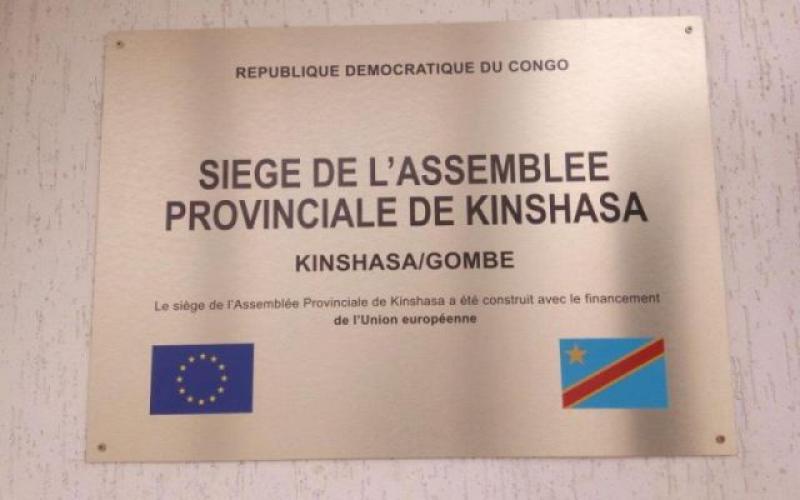 REPUBLIQUE DEMOCRATIQUE DU CONGO
SIEGE DE L'ASSEMBLEE
PROVINCIALE DE KINSHASA
KINSHASA/GOMBE
Le siège de l'Assemblée Provinciale de Kinshasa a été construit avec le financement
de l'Union européenne